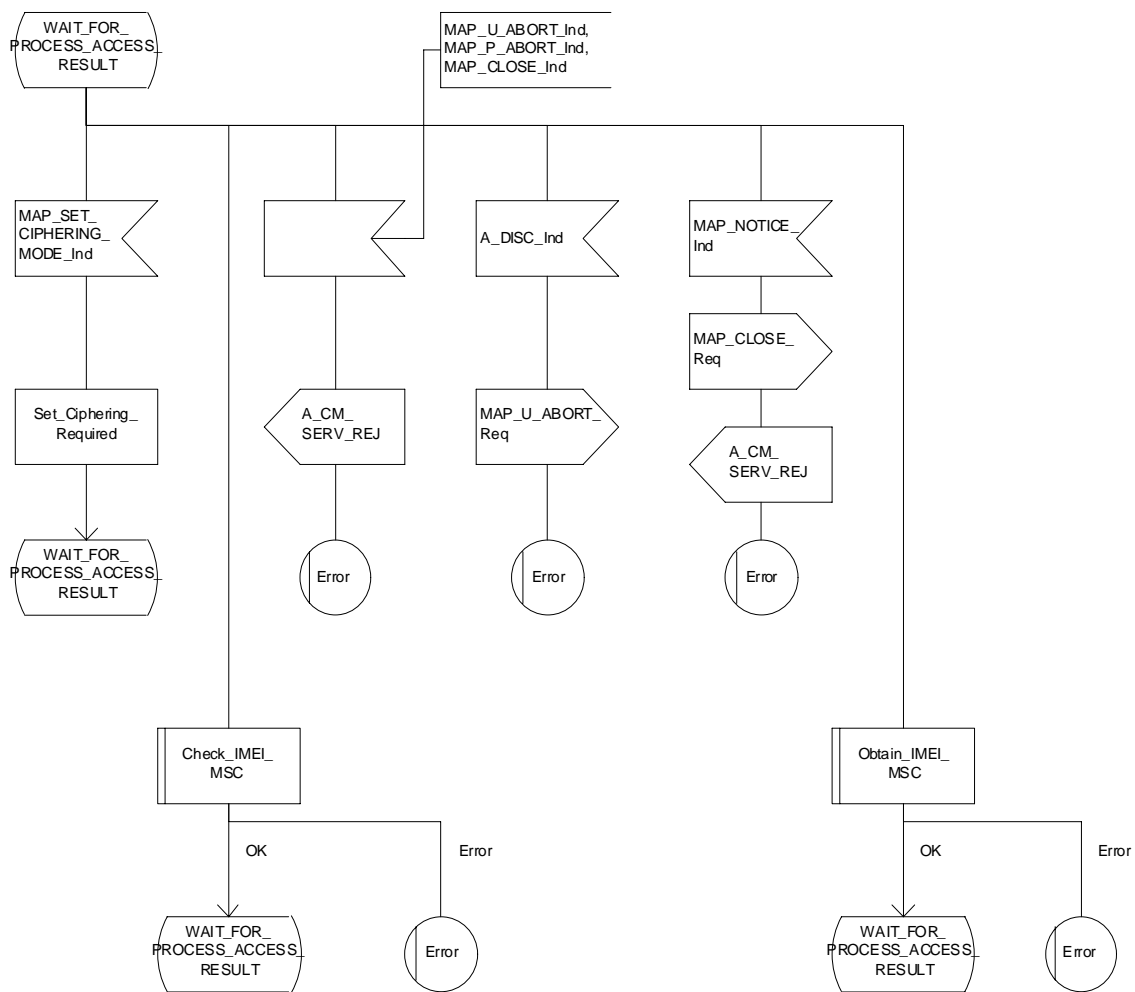 WAIT_FOR_
PROCESS_ACCESS_
RESULT
MAP_U_ABORT_Ind,
MAP_P_ABORT_Ind,
MAP_CLOSE_Ind
MAP_SET_
CIPHERING_
MODE_Ind
A_DISC_Ind
MAP_NOTICE_
Ind
MAP_CLOSE_
Req
Set_Ciphering_
Required
A_CM_
SERV_REJ
MAP_U_ABORT_
Req
A_CM_
SERV_REJ
WAIT_FOR_
PROCESS_ACCESS_
RESULT
Error
Error
Error
Check_IMEI_
MSC
Obtain_IMEI_
MSC
OK
Error
OK
Error
WAIT_FOR_
PROCESS_ACCESS_
RESULT
Error
WAIT_FOR_
PROCESS_ACCESS_
RESULT
Error